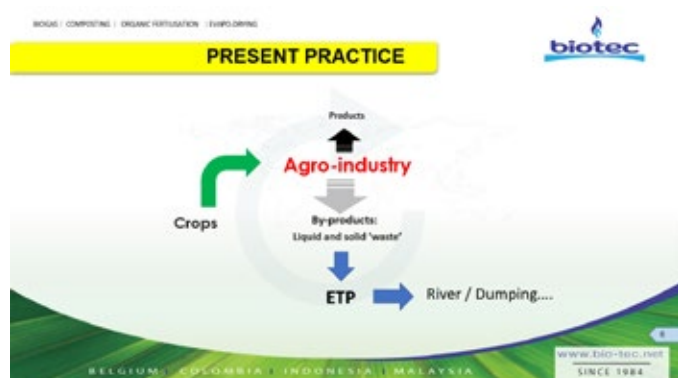 BIOGAS | COMPOSTING | ORGANIC FERTILISATION | EVAPO-DRYING
biotec
PRESENT PRACTICE
Products
Agro-industry
Crops
By-products:
Liquid and solid 'waste'
ETP
River / Dumping....
8
www.bio-tec.net
BELGIUM | COLOMBIA | INDONESIA | MALAYSIA
SINCE 1984